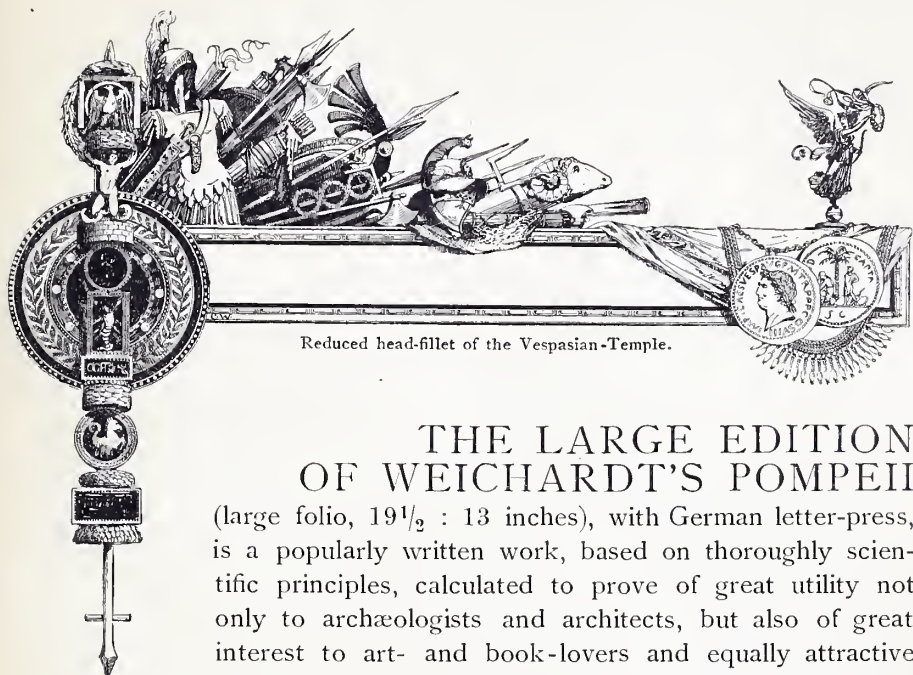 Reduced head-fillet of the Vespasian-Temple.
THE LARGE EDITION
OF WEICHARDT'S POMPEII
(large folio, 19¹/₂ : 13 inches), with German letter-press,
is a popularly written work, based on thoroughly scien-
tific principles, calculated to prove of great utility not
only to archæologists and architects, but also of great
interest to art- and book-lovers and equally attractive